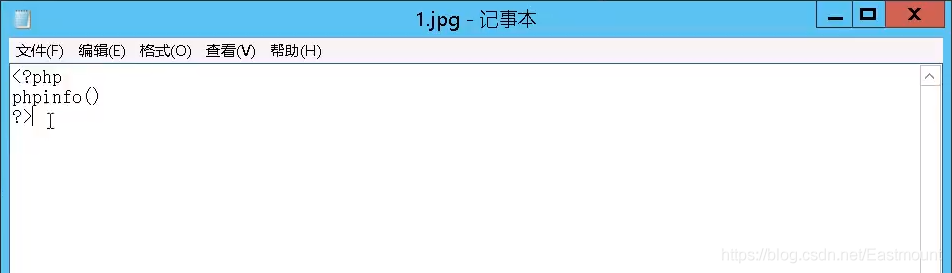 1.jpg - 记事本
文件(F) 编辑(E) 格式(O) 查看(V) 帮助(H)
<?php
phpinfo()
?>
https://blog.csdn.net/Eastmount